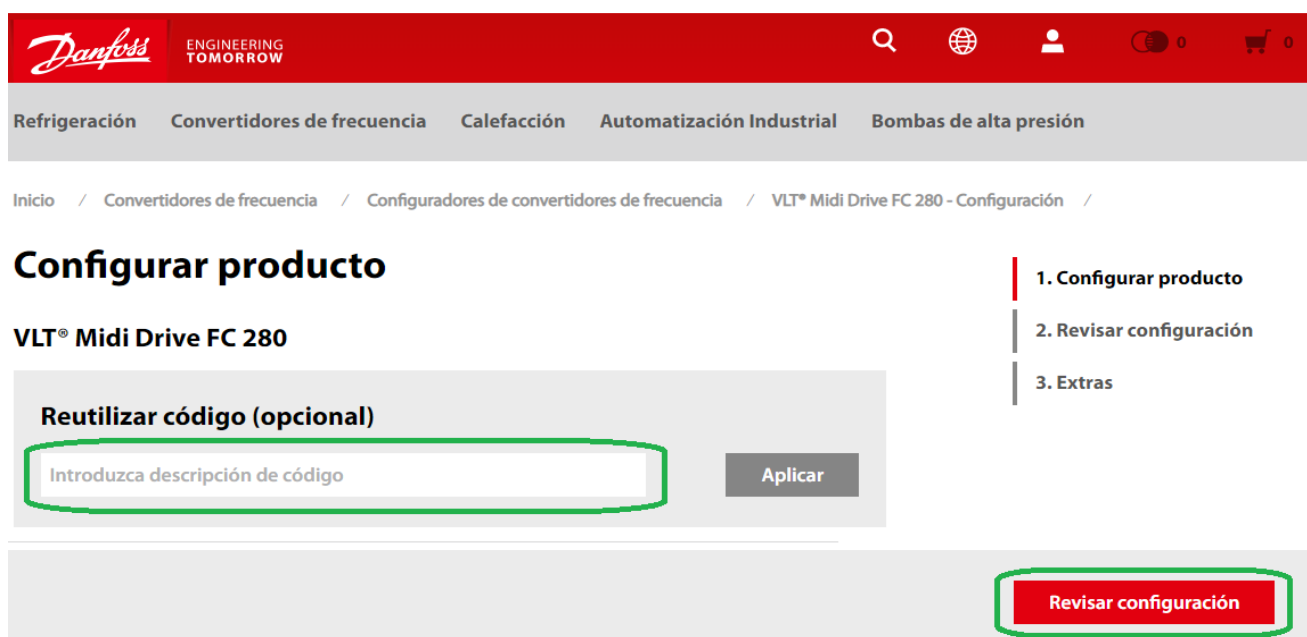 Danfoss ENGINEERING TOMORROW 0 0
Refrigeración Convertidores de frecuencia Calefacción Automatización Industrial Bombas de alta presión
Inicio / Convertidores de frecuencia / Configuradores de convertidores de frecuencia / VLT® Midi Drive FC 280 - Configuración /
Configurar producto
VLT® Midi Drive FC 280
Reutilizar código (opcional)
Introduzca descripción de código Aplicar
1. Configurar producto
2. Revisar configuración
3. Extras
Revisar configuración